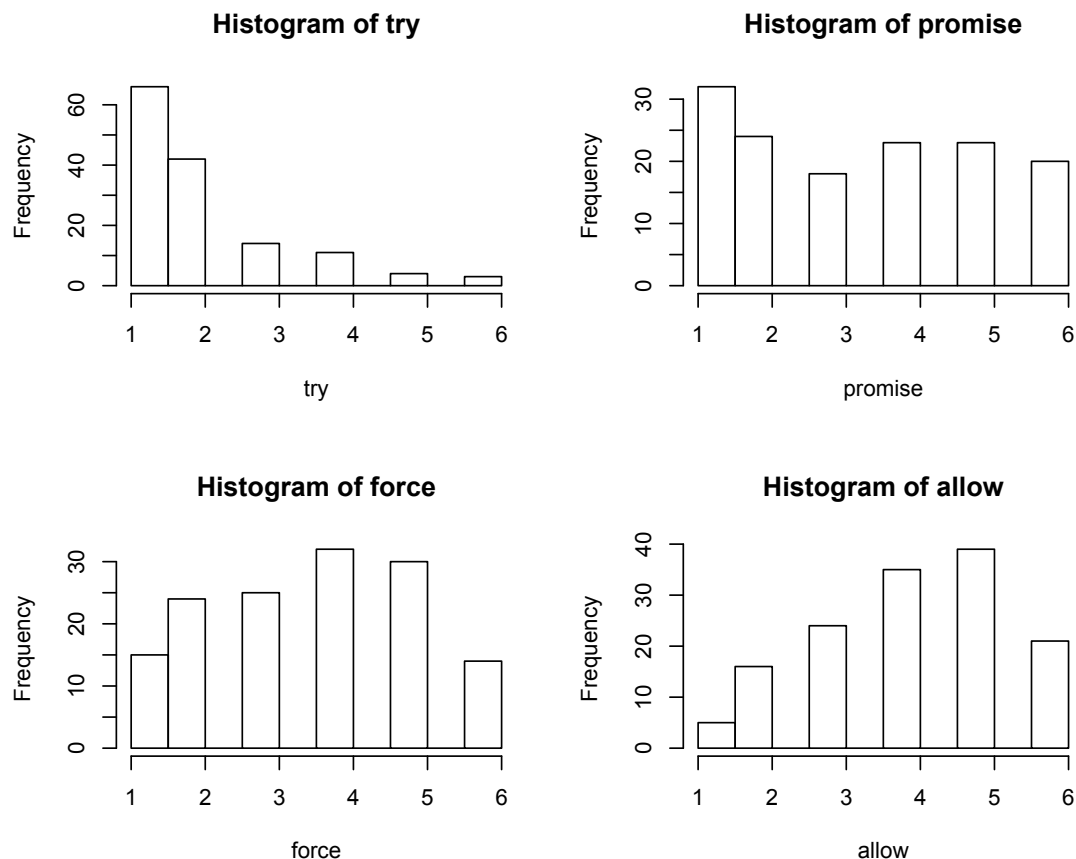 Histogram of try
Frequency
0 20 40 60
1 2 3 4 5 6
try
Histogram of promise
Frequency
0 10 20 30
1 2 3 4 5 6
promise
Histogram of force
Frequency
0 10 20 30
1 2 3 4 5 6
force
Histogram of allow
Frequency
0 10 20 30 40
1 2 3 4 5 6
allow